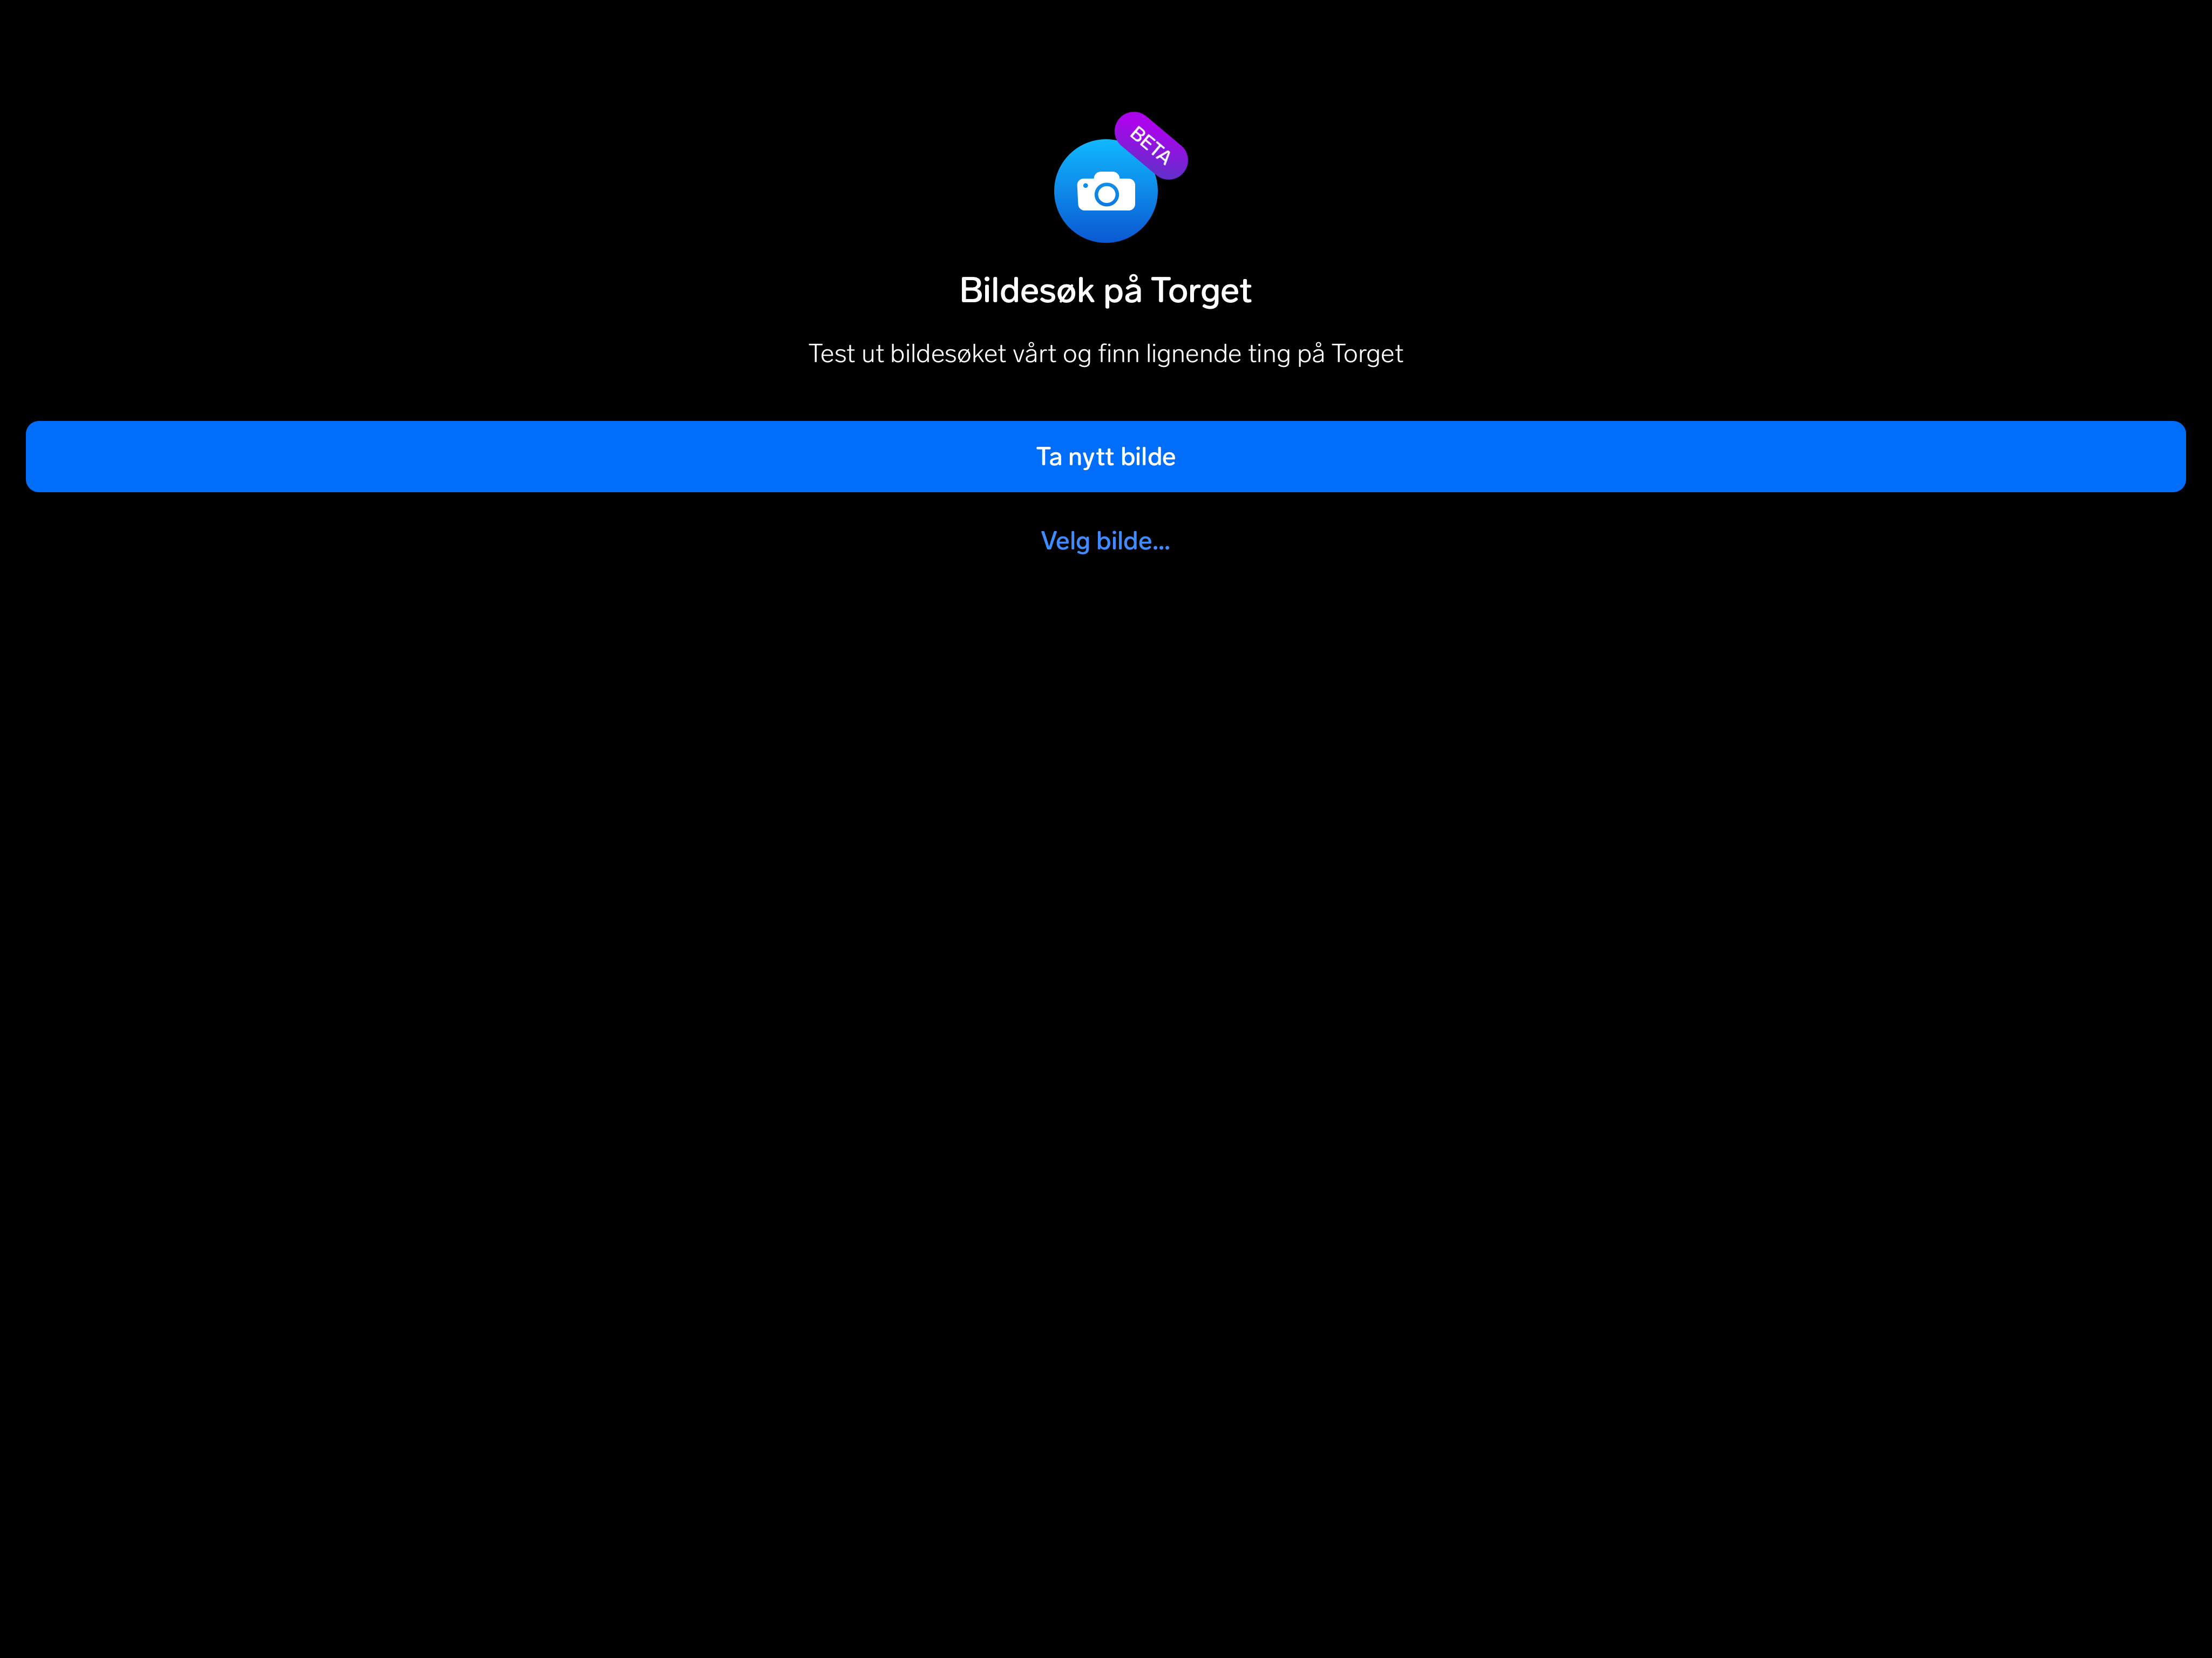 BETA
Bildesøk på Torget
Test ut bildesøket vårt og finn lignende ting på Torget
Ta nytt bilde
Velg bilde...